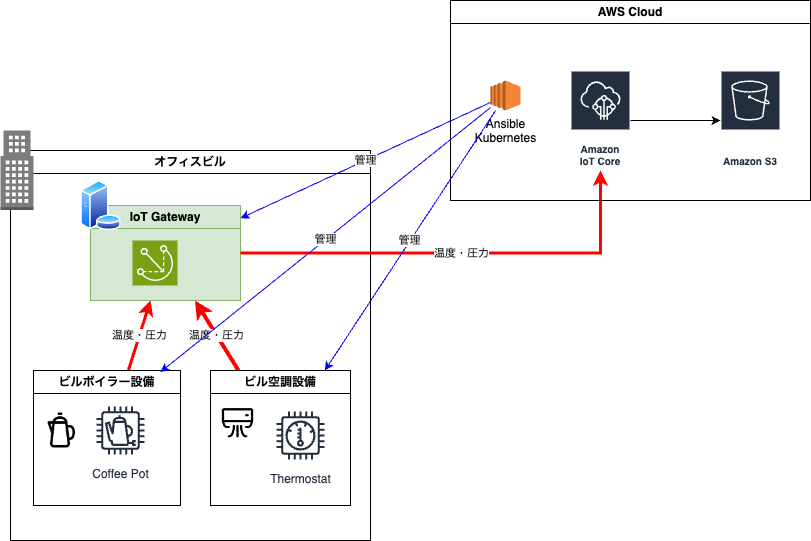 AWS Cloud
Ansible
Kubernetes
Amazon
IoT Core
Amazon S3
オフィスビル
管理
IoT Gateway
管理
管理
温度・圧力
温度・圧力
温度・圧力
ビルボイラー設備
ビル空調設備
Coffee Pot
Thermostat